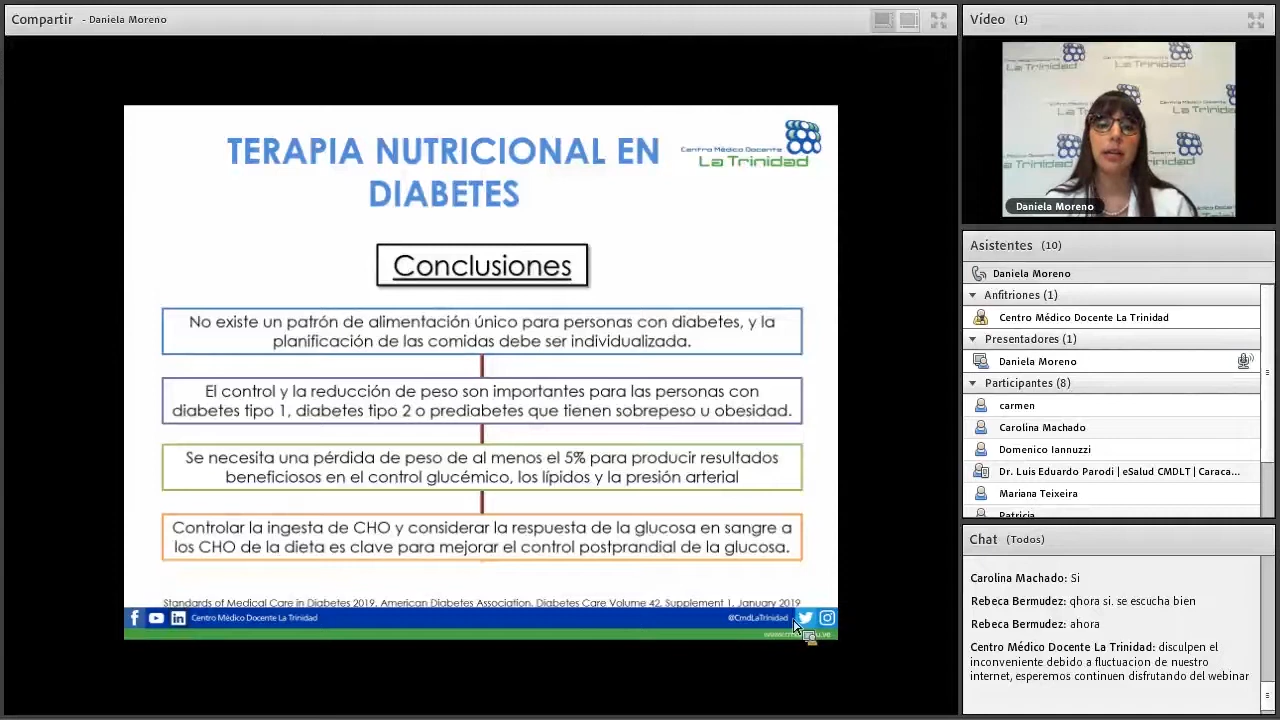 Compartir - Daniela Moreno
TERAPIA NUTRICIONAL EN
DIABETES
Centro Médico Docente
La Trinidad
Conclusiones
No existe un patrón de alimentación único para personas con diabetes, y la
planificación de las comidas debe ser individualizada.
El control y la reducción de peso son importantes para las personas con
diabetes tipo 1, diabetes tipo 2 o prediabetes que tienen sobrepeso u obesidad.
Se necesita una pérdida de peso de al menos el 5% para producir resultados
beneficiosos en el control glucémico, los lípidos y la presión arterial
Controlar la ingesta de CHO y considerar la respuesta de la glucosa en sangre a
los CHO de la dieta es clave para mejorar el control postprandial de la glucosa.
Standards of Medical Care in Diabetes 2019. American Diabetes Association. Diabetes Care Volume 42, Supplement 1, January 2019
Centro Médico Docente La Trinidad
@CmdLaTrinidad
Vídeo (1)
La Trinidad
Daniela Moreno
Asistentes (10)
Daniela Moreno
Anfitriones (1)
Centro Médico Docente La Trinidad
Presentadores (1)
Daniela Moreno
Participantes (8)
carmen
Carolina Machado
Domenico Iannuzzi
Dr. Luis Eduardo Parodi | eSalud CMDLT | Caraca...
Mariana Teixeira
Patricia
Chat (Todos)
Carolina Machado: Si
Rebeca Bermudez: qhora si. se escucha bien
Rebeca Bermudez: ahora
Centro Médico Docente La Trinidad: disculpen el
inconveniente debido a fluctuacion de nuestro
internet, esperemos continuen disfrutando del webinar